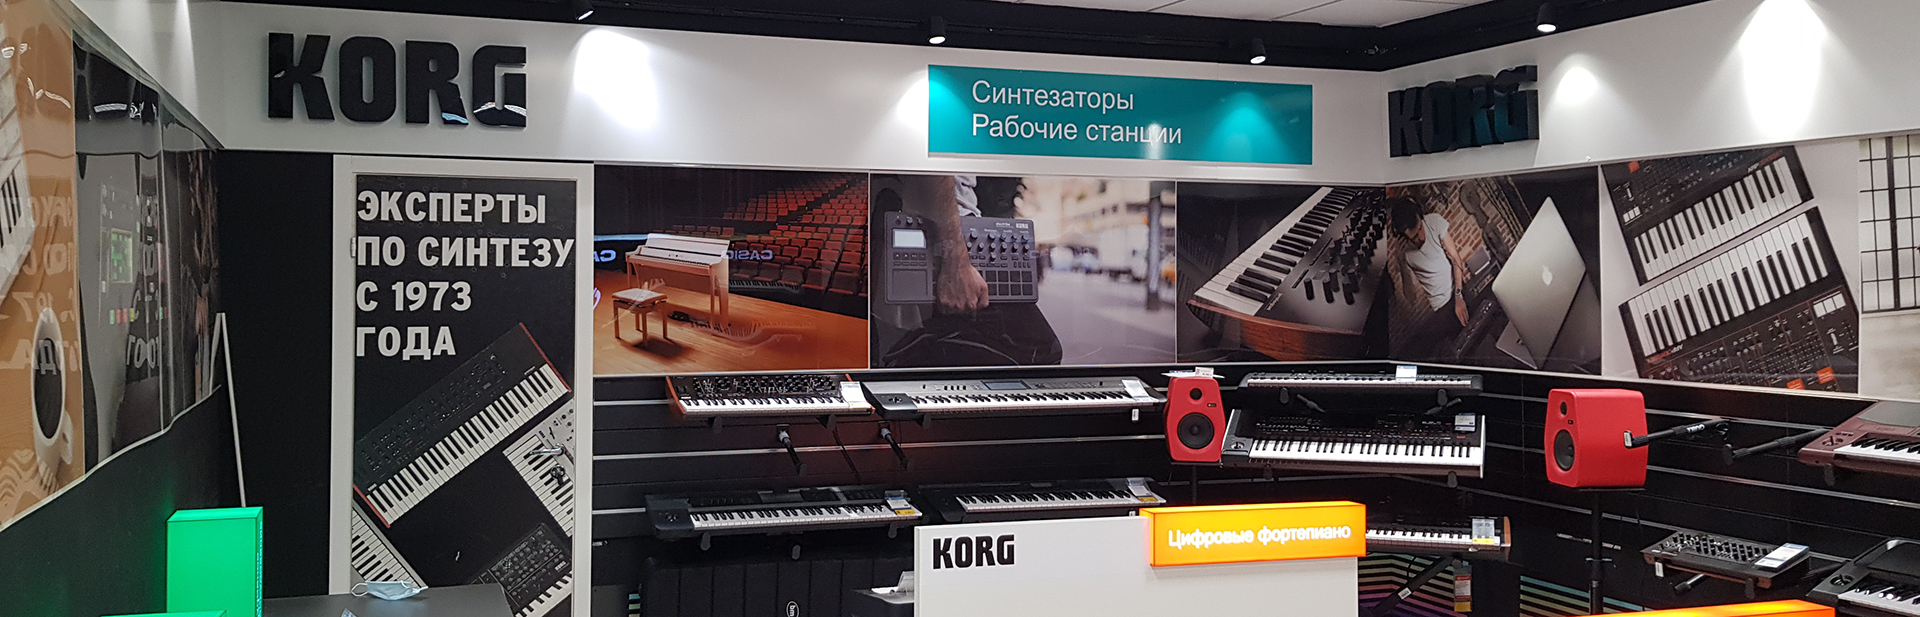 KORG
Синтезаторы
Рабочие станции
KORG
ЭКСПЕРТЫ
ПО СИНТЕЗУ
С 1973
ГОДА
KORG
Цифровые фортепиано